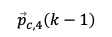 p⃗c,4(k − 1)